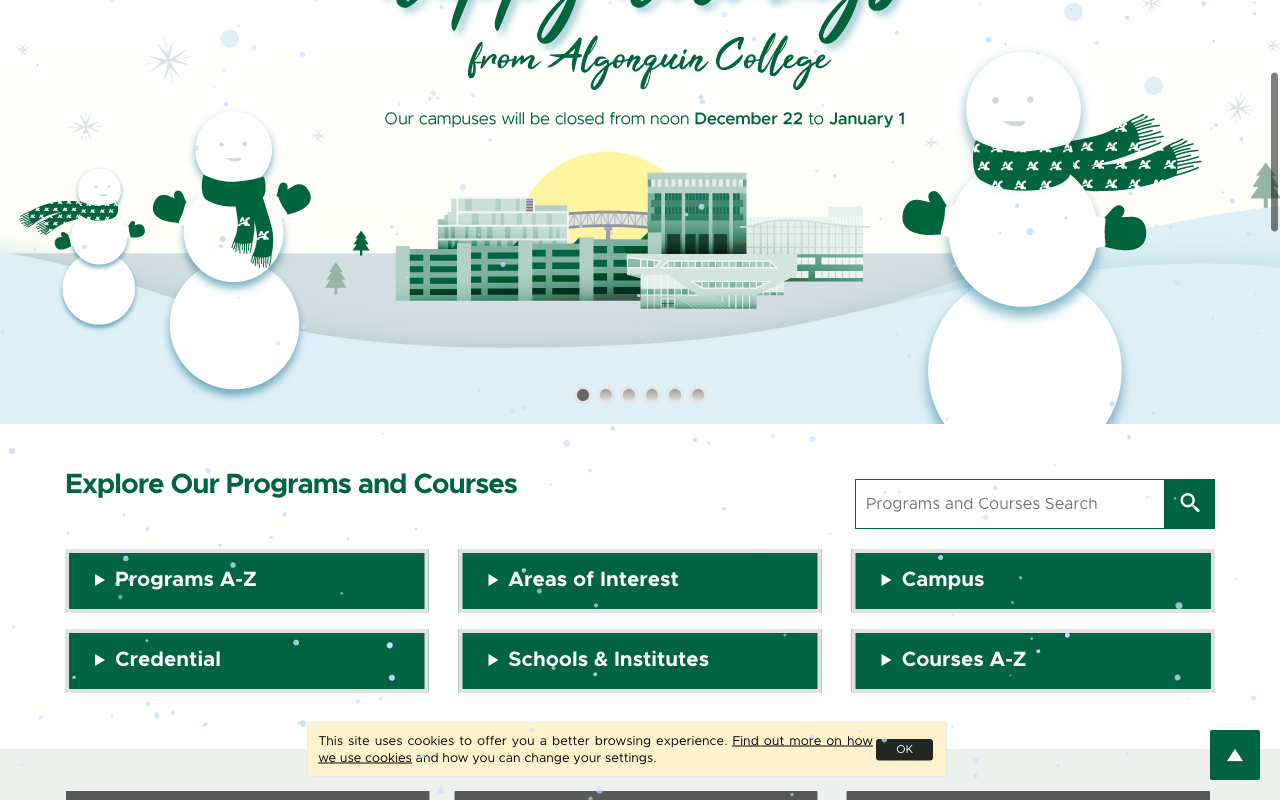 from Algonquin College
Our campuses will be closed from noon December 22 to January 1
Explore Our Programs and Courses
Programs and Courses Search
Programs A-Z
Areas of Interest
Campus
Credential
Schools & Institutes
Courses A-Z
This site uses cookies to offer you a better browsing experience. Find out more on how
we use cookies and how you can change your settings.
OK